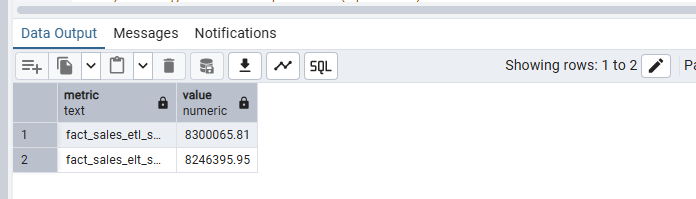 Data Output Messages Notifications
SQL Showing rows: 1 to 2
metric value
text numeric
1 fact_sales_etl_s... 8300065.81
2 fact_sales_elt_s... 8246395.95